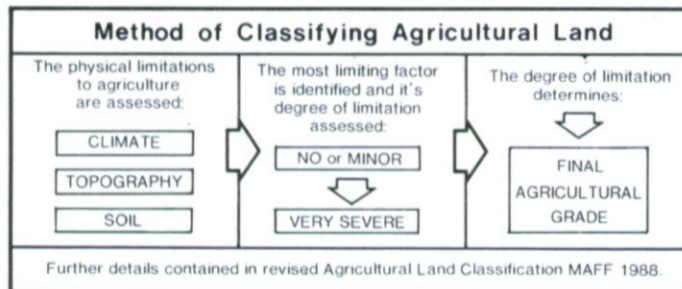 Method of Classifying Agricultural Land
The physical limitations
to agriculture
are assessed:
CLIMATE
TOPOGRAPHY
SOIL
The most limiting factor
is identified and it's
degree of limitation
assessed:
NO or MINOR
VERY SEVERE
The degree of limitation
determines:
FINAL
AGRICULTURAL
GRADE
Further details contained in revised Agricultural Land Classification MAFF 1988.